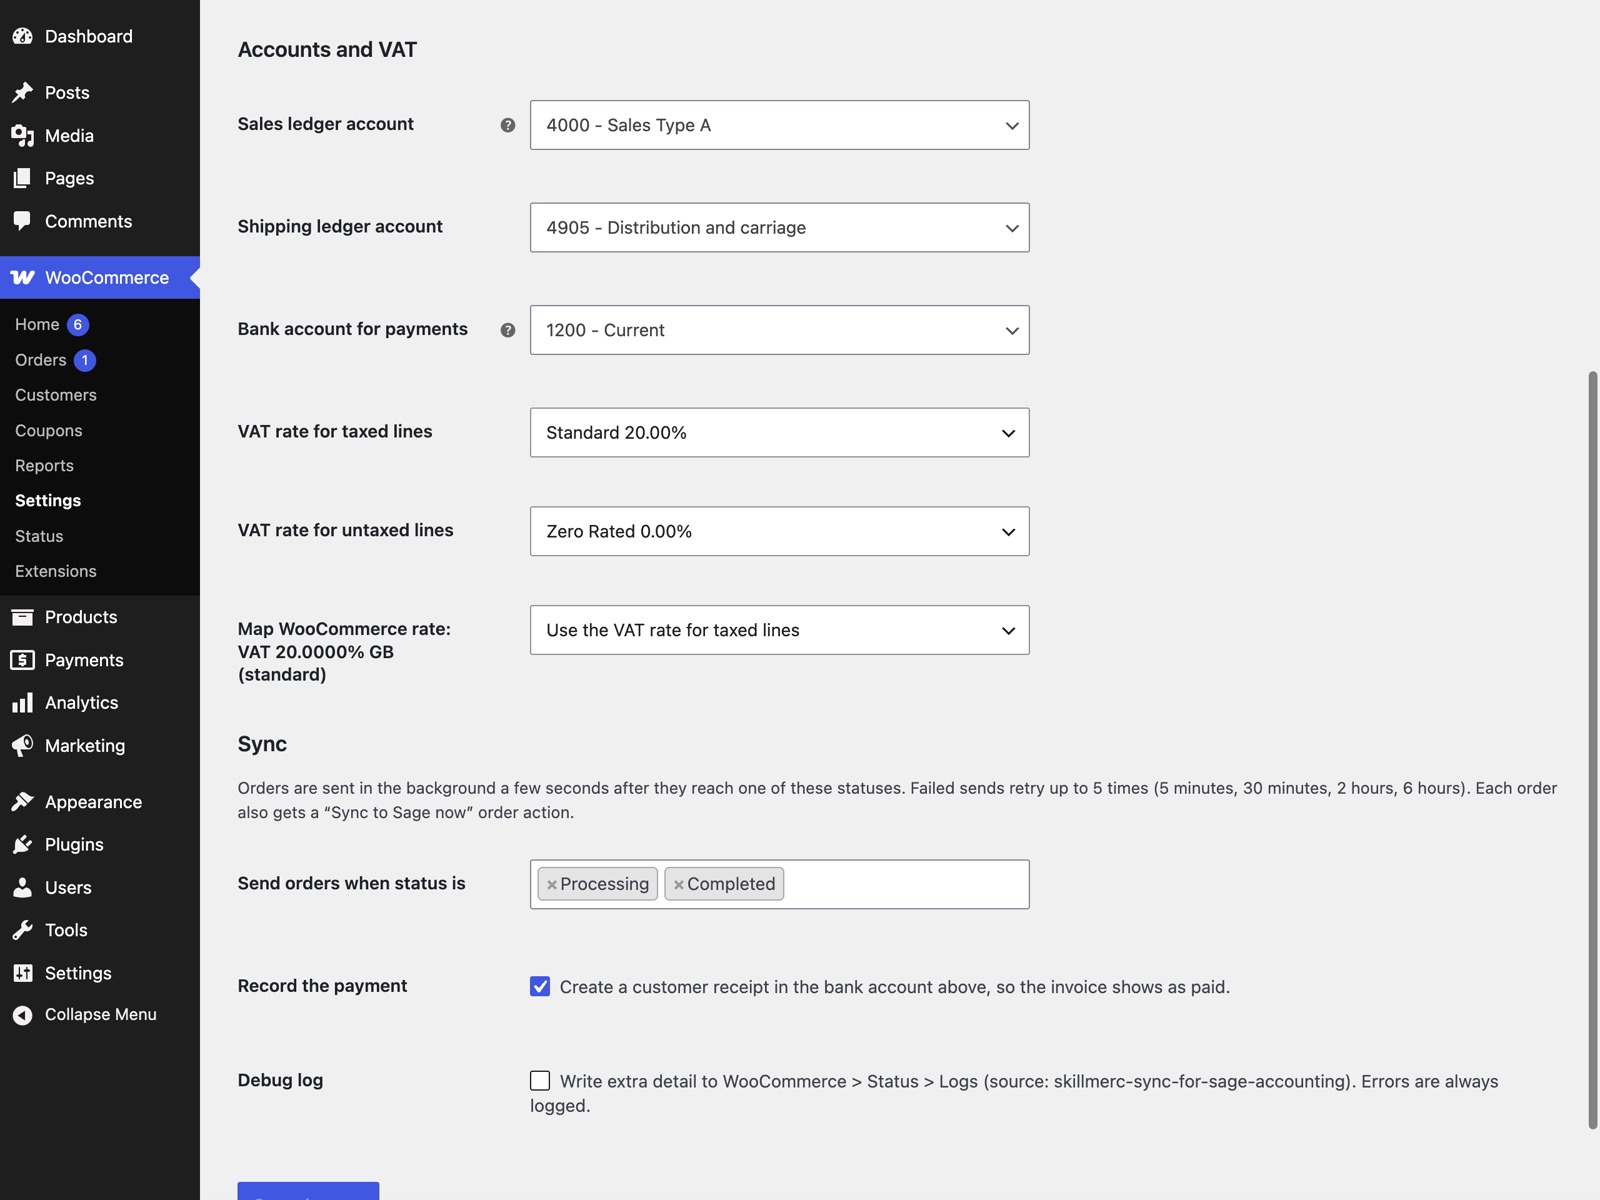 Dashboard
Posts
Media
Pages
Comments
WooCommerce
Home 6
Orders 1
Customers
Coupons
Reports
Settings
Status
Extensions
Products
Payments
Analytics
Marketing
Appearance
Plugins
Users
Tools
Settings
Collapse Menu
Accounts and VAT
Sales ledger account ? 4000 - Sales Type A
Shipping ledger account 4905 - Distribution and carriage
Bank account for payments ? 1200 - Current
VAT rate for taxed lines Standard 20.00%
VAT rate for untaxed lines Zero Rated 0.00%
Map WooCommerce rate: Use the VAT rate for taxed lines
VAT 20.0000% GB
(standard)
Sync
Orders are sent in the background a few seconds after they reach one of these statuses. Failed sends retry up to 5 times (5 minutes, 30 minutes, 2 hours, 6 hours). Each order
also gets a “Sync to Sage now” order action.
Send orders when status is ×Processing ×Completed
Record the payment Create a customer receipt in the bank account above, so the invoice shows as paid.
Debug log Write extra detail to WooCommerce > Status > Logs (source: skillmerc-sync-for-sage-accounting). Errors are always
logged.